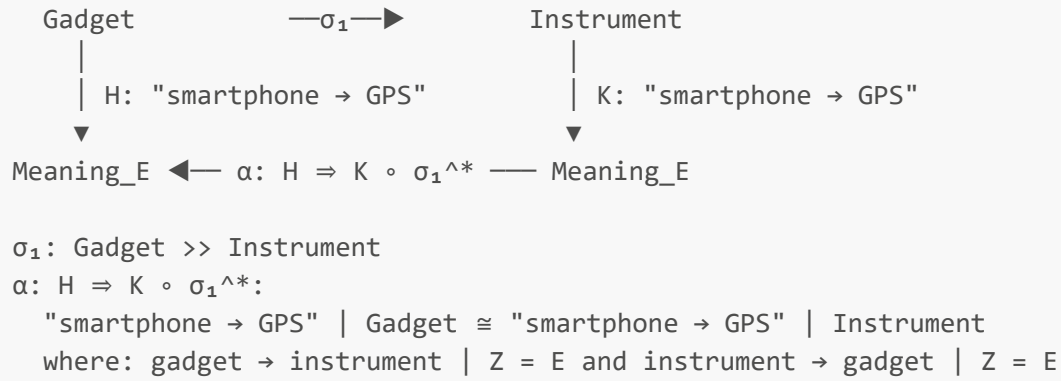 Gadget ──σ₁──▶ Instrument
│ │
│ H: "smartphone → GPS" │ K: "smartphone → GPS"
▼ ▼
Meaning_E ◀── α: H ⇒ K ∘ σ₁^* ─── Meaning_E
σ₁: Gadget >> Instrument
α: H ⇒ K ∘ σ₁^*:
"smartphone → GPS" | Gadget ≅ "smartphone → GPS" | Instrument
where: gadget → instrument | Z = E and instrument → gadget | Z = E